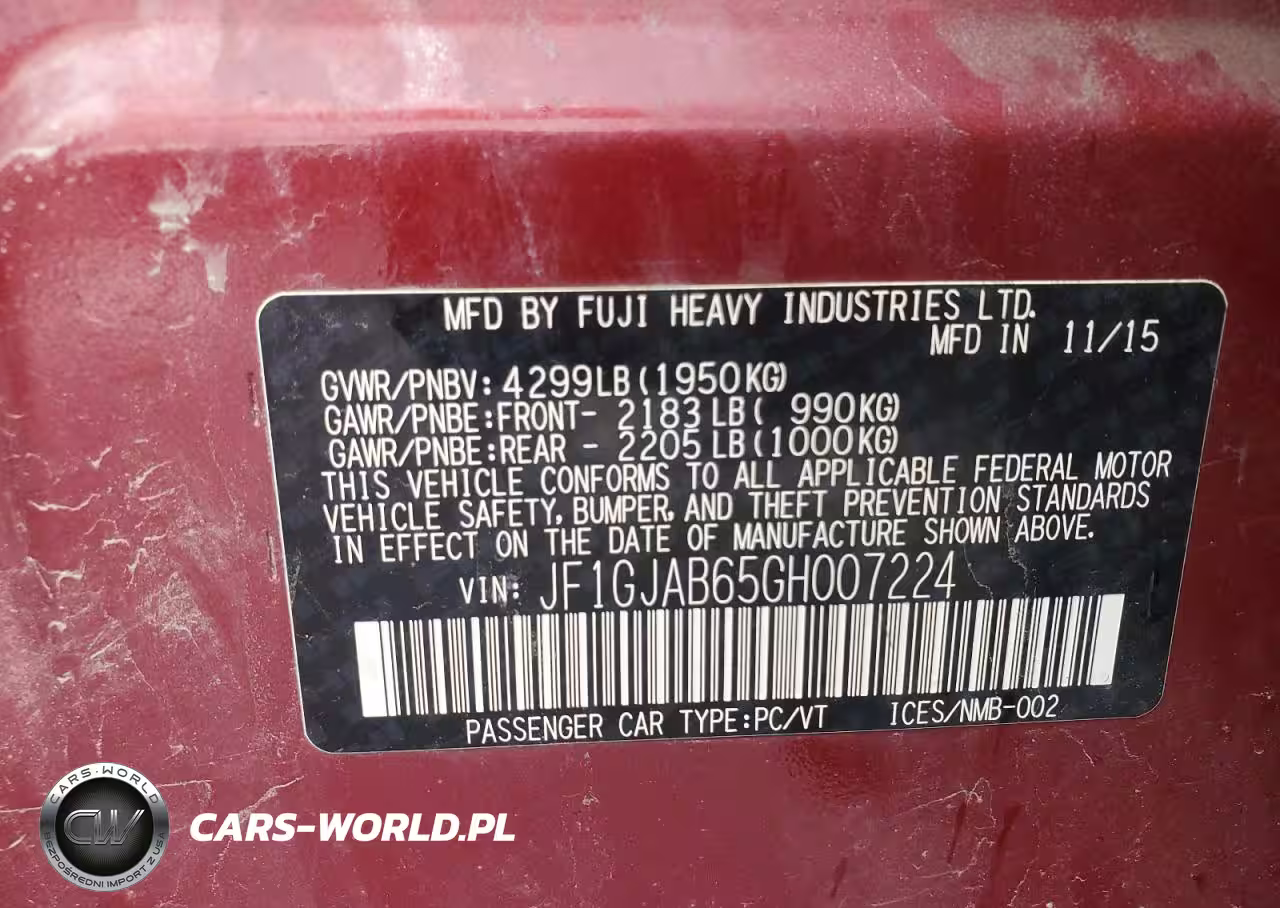 MFD BY FUJI HEAVY INDUSTRIES LTD.
MFD IN 11/15
GVWR/PNBV: 4299LB (1950KG)
GAWR/PNBE:FRONT- 2183 LB ( 990KG)
GAWR/PNBE:REAR - 2205 LB (1000KG)
THIS VEHICLE CONFORMS TO ALL APPLICABLE FEDERAL MOTOR
VEHICLE SAFETY, BUMPER, AND THEFT PREVENTION STANDARDS
IN EFFECT ON THE DATE OF MANUFACTURE SHOWN ABOVE.
VIN: JF1GJAB65GH007224
PASSENGER CAR TYPE:PC/VT ICES/NMB-002
CARS-WORLD
CW
BEZPOŚREDNI IMPORT Z USA
CARS-WORLD.PL